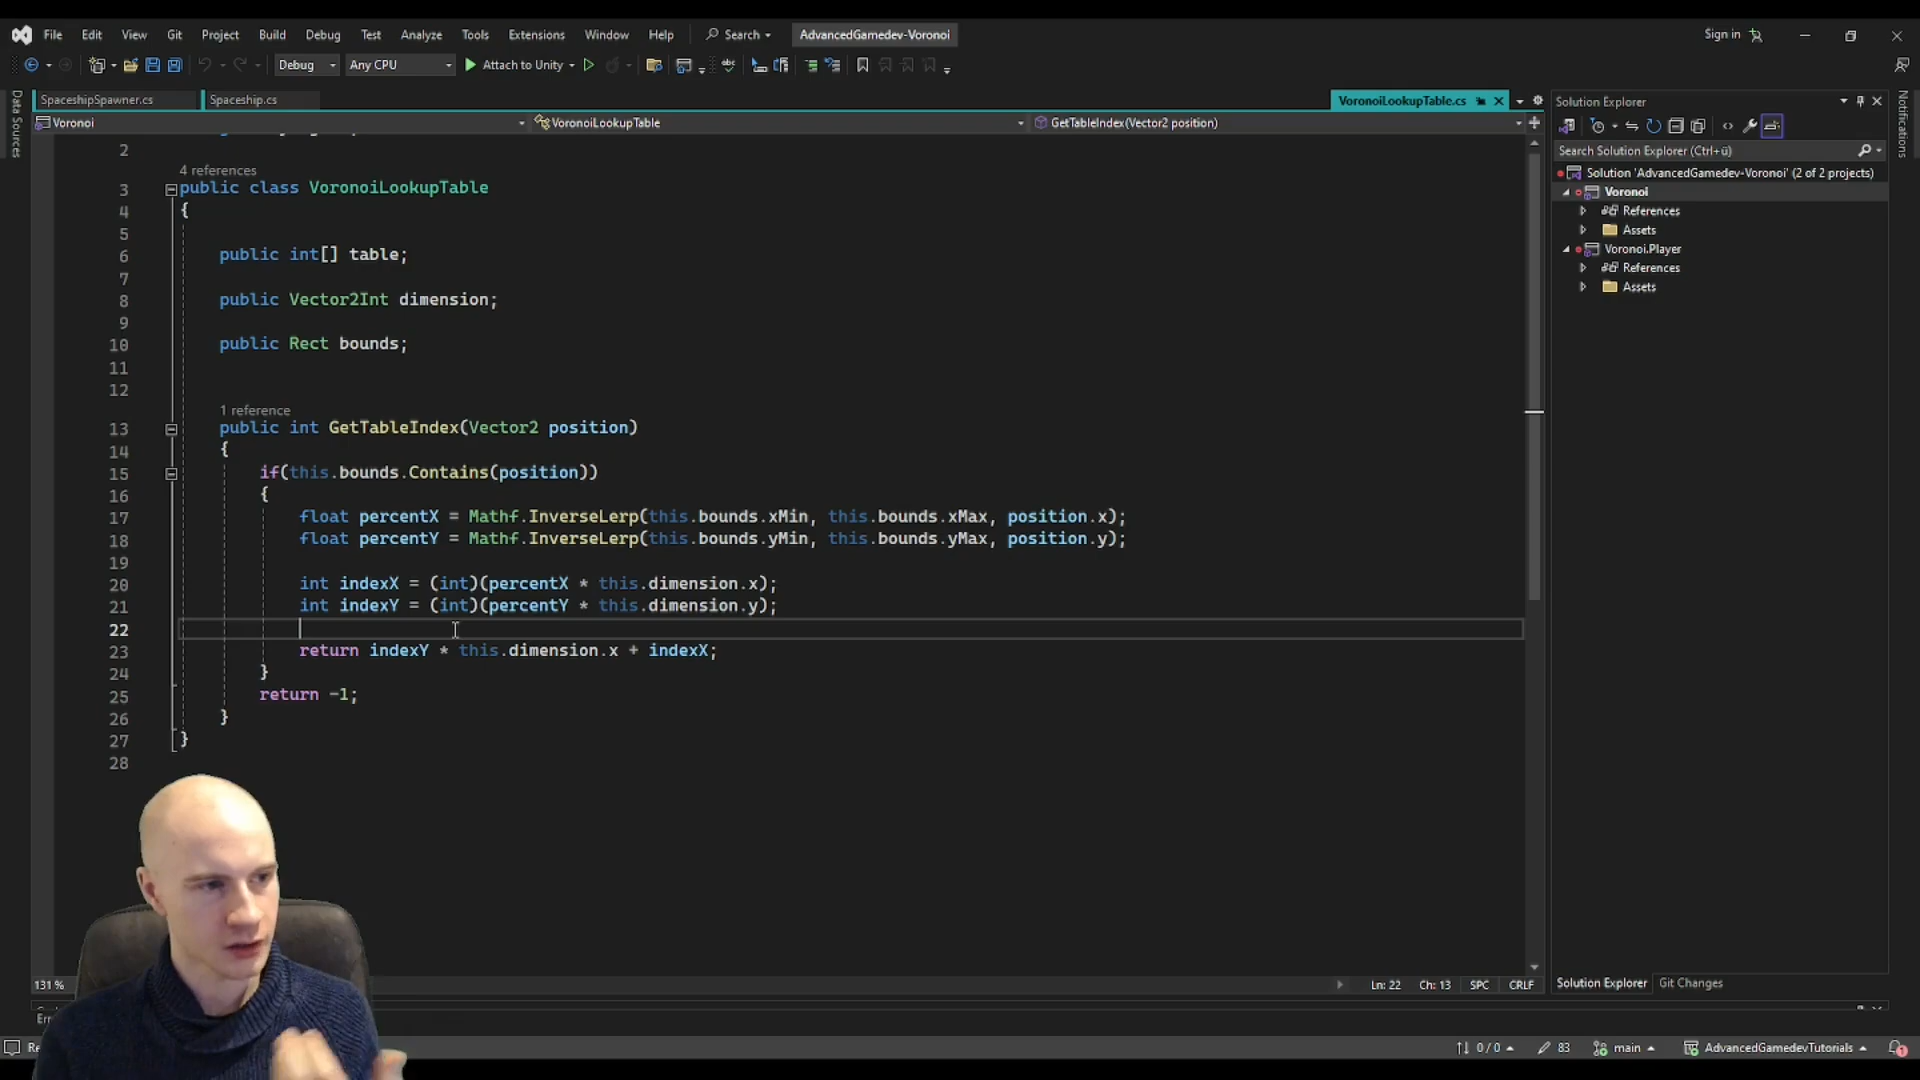 File Edit View Git Project Build Debug Test Analyze Tools Extensions Window Help Search AdvancedGamedev-Voronoi Sign in
Debug Any CPU Attach to Unity
SpaceshipSpawner.cs Spaceship.cs VoronoiLookupTable.cs
Voronoi VoronoiLookupTable GetTableIndex(Vector2 position)
Data Sources
2
4 references
3 public class VoronoiLookupTable
4 {
5
6 public int[] table;
7
8 public Vector2Int dimension;
9
10 public Rect bounds;
11
12
1 reference
13 public int GetTableIndex(Vector2 position)
14 {
15 if(this.bounds.Contains(position))
16 {
17 float percentX = Mathf.InverseLerp(this.bounds.xMin, this.bounds.xMax, position.x);
18 float percentY = Mathf.InverseLerp(this.bounds.yMin, this.bounds.yMax, position.y);
19
20 int indexX = (int)(percentX * this.dimension.x);
21 int indexY = (int)(percentY * this.dimension.y);
22
23 return indexY * this.dimension.x + indexX;
24 }
25 return -1;
26 }
27 }
28
131 %
Ln: 22 Ch: 13 SPC CRLF
Solution Explorer
Search Solution Explorer (Ctrl+ü)
Solution 'AdvancedGamedev-Voronoi' (2 of 2 projects)
Voronoi
References
Assets
Voronoi.Player
References
Assets
Notifications
Solution Explorer Git Changes
0 / 0 83 main AdvancedGamedevTutorials 1